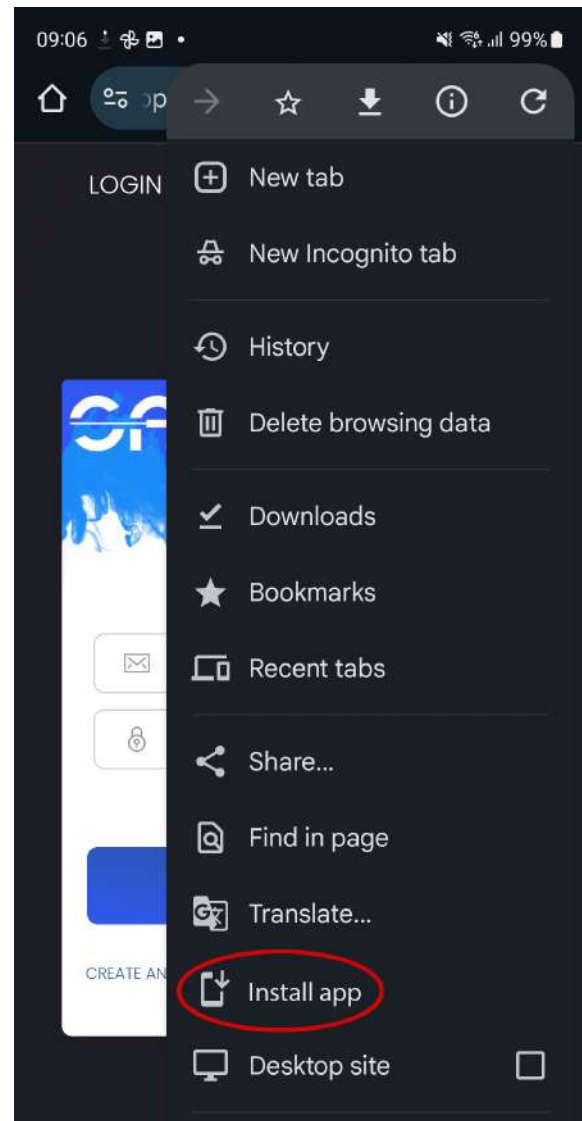 09:06 99%
LOGIN
New tab
New Incognito tab
History
Delete browsing data
Downloads
Bookmarks
Recent tabs
Share...
Find in page
Translate...
CREATE AN
Install app
Desktop site